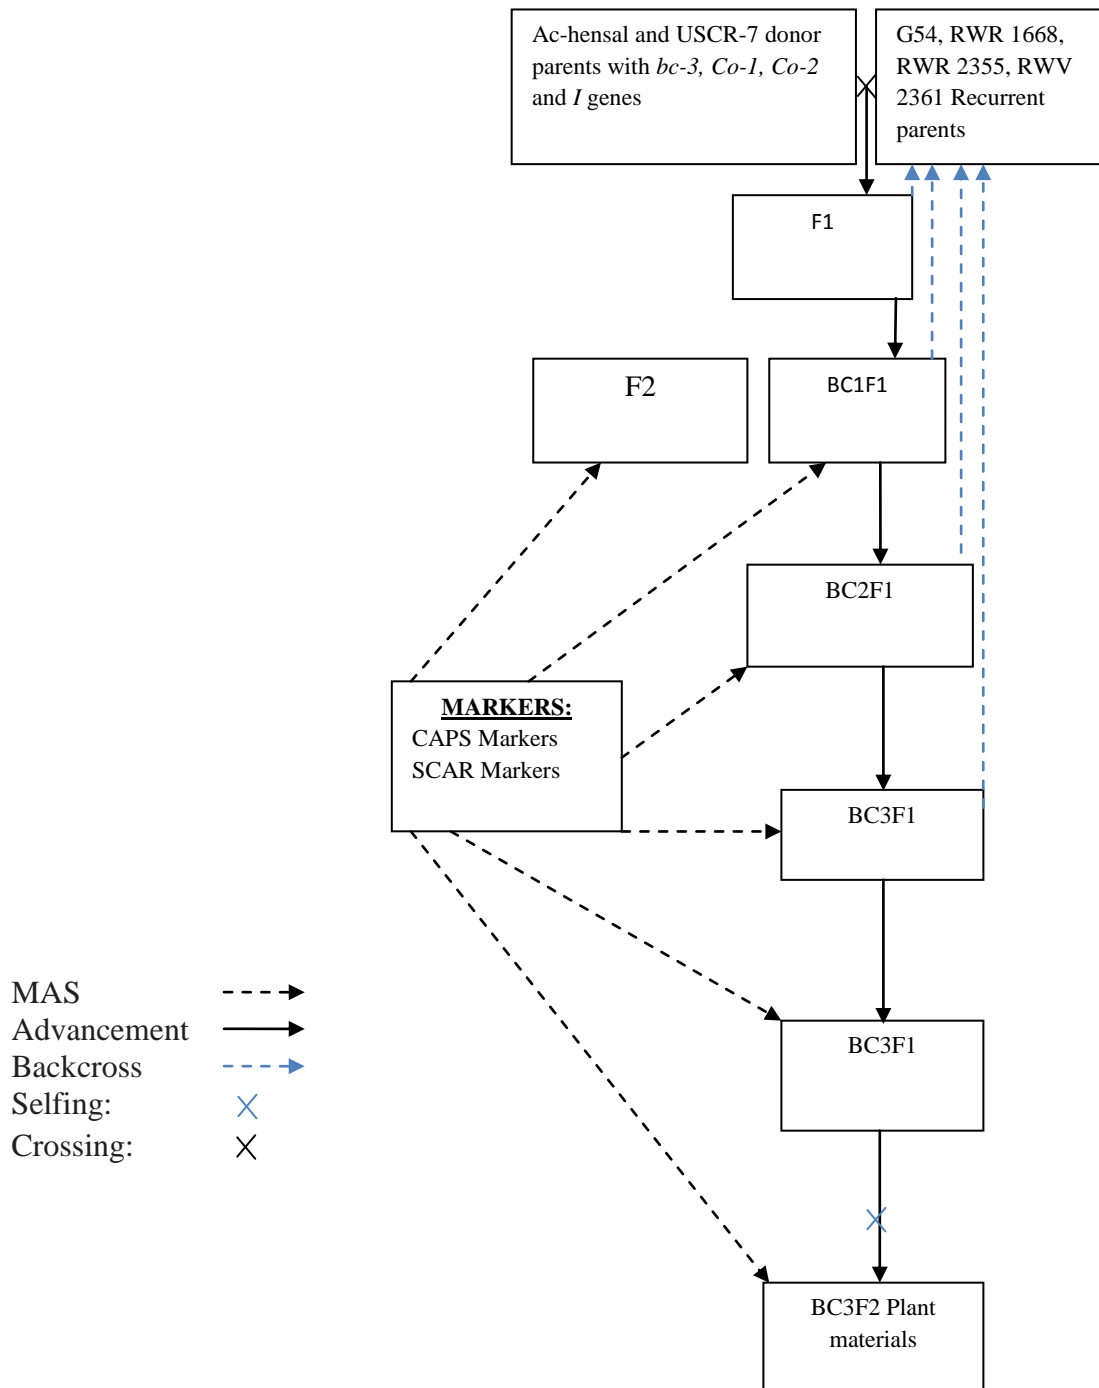 Ac-hensal and USCR-7 donor
parents with bc-3, Co-1, Co-2
and I genes
G54, RWR 1668,
RWR 2355, RWV
2361 Recurrent
parents
F1
F2
BC1F1
BC2F1
MARKERS:
CAPS Markers
SCAR Markers
BC3F1
MAS
Advancement
Backcross
Selfing:
Crossing:
BC3F1
BC3F2 Plant
materials